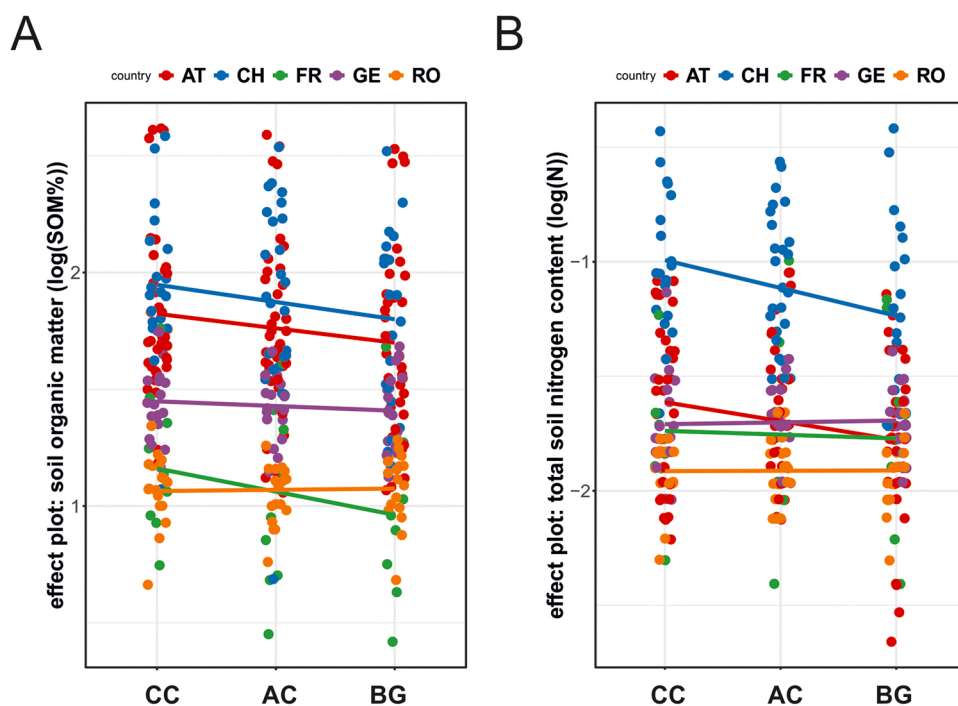 A
country AT CH FR GE RO
effect plot: soil organic matter (log(SOM%))
2
1
CC AC BG
B
country AT CH FR GE RO
effect plot: total soil nitrogen content (log(N))
−1
−2
CC AC BG